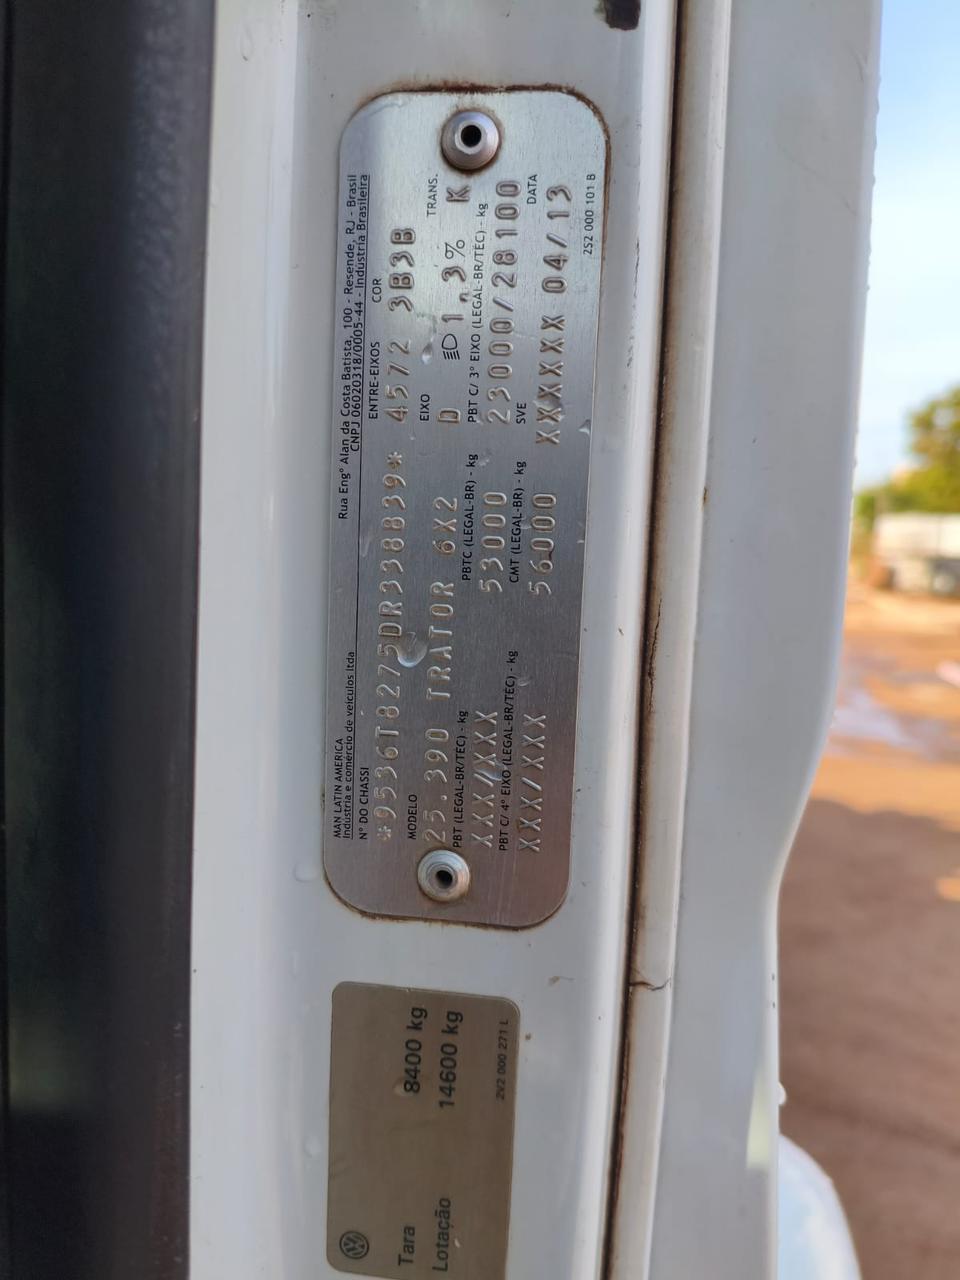 MAN LATIN AMERICA
Indústria e comércio de veículos ltda
Rua Engº Alan da Costa Batista, 100 - Resende, RJ - Brasil
CNPJ 06020318/0005-44 - Indústria Brasileira
Nº DO CHASSI ENTRE-EIXOS COR
*9536T8275DR338839* 4572 3B3B
MODELO EIXO TRANS.
25.390 TRATOR 6X2 D 1,3% K
PBT (LEGAL-BR/TÉC) - kg PBTC (LEGAL-BR) - kg PBT C/ 3º EIXO (LEGAL-BR/TÉC) - kg
XXX/XXX 53000 23000/28100
PBT C/ 4º EIXO (LEGAL-BR/TÉC) - kg CMT (LEGAL-BR) - kg SVE DATA
XXX/XXX 56000 XXXXXX 04/13
2S2 000 101 B
Tara 8400 kg
Lotação 14600 kg
2V2 000 271 L